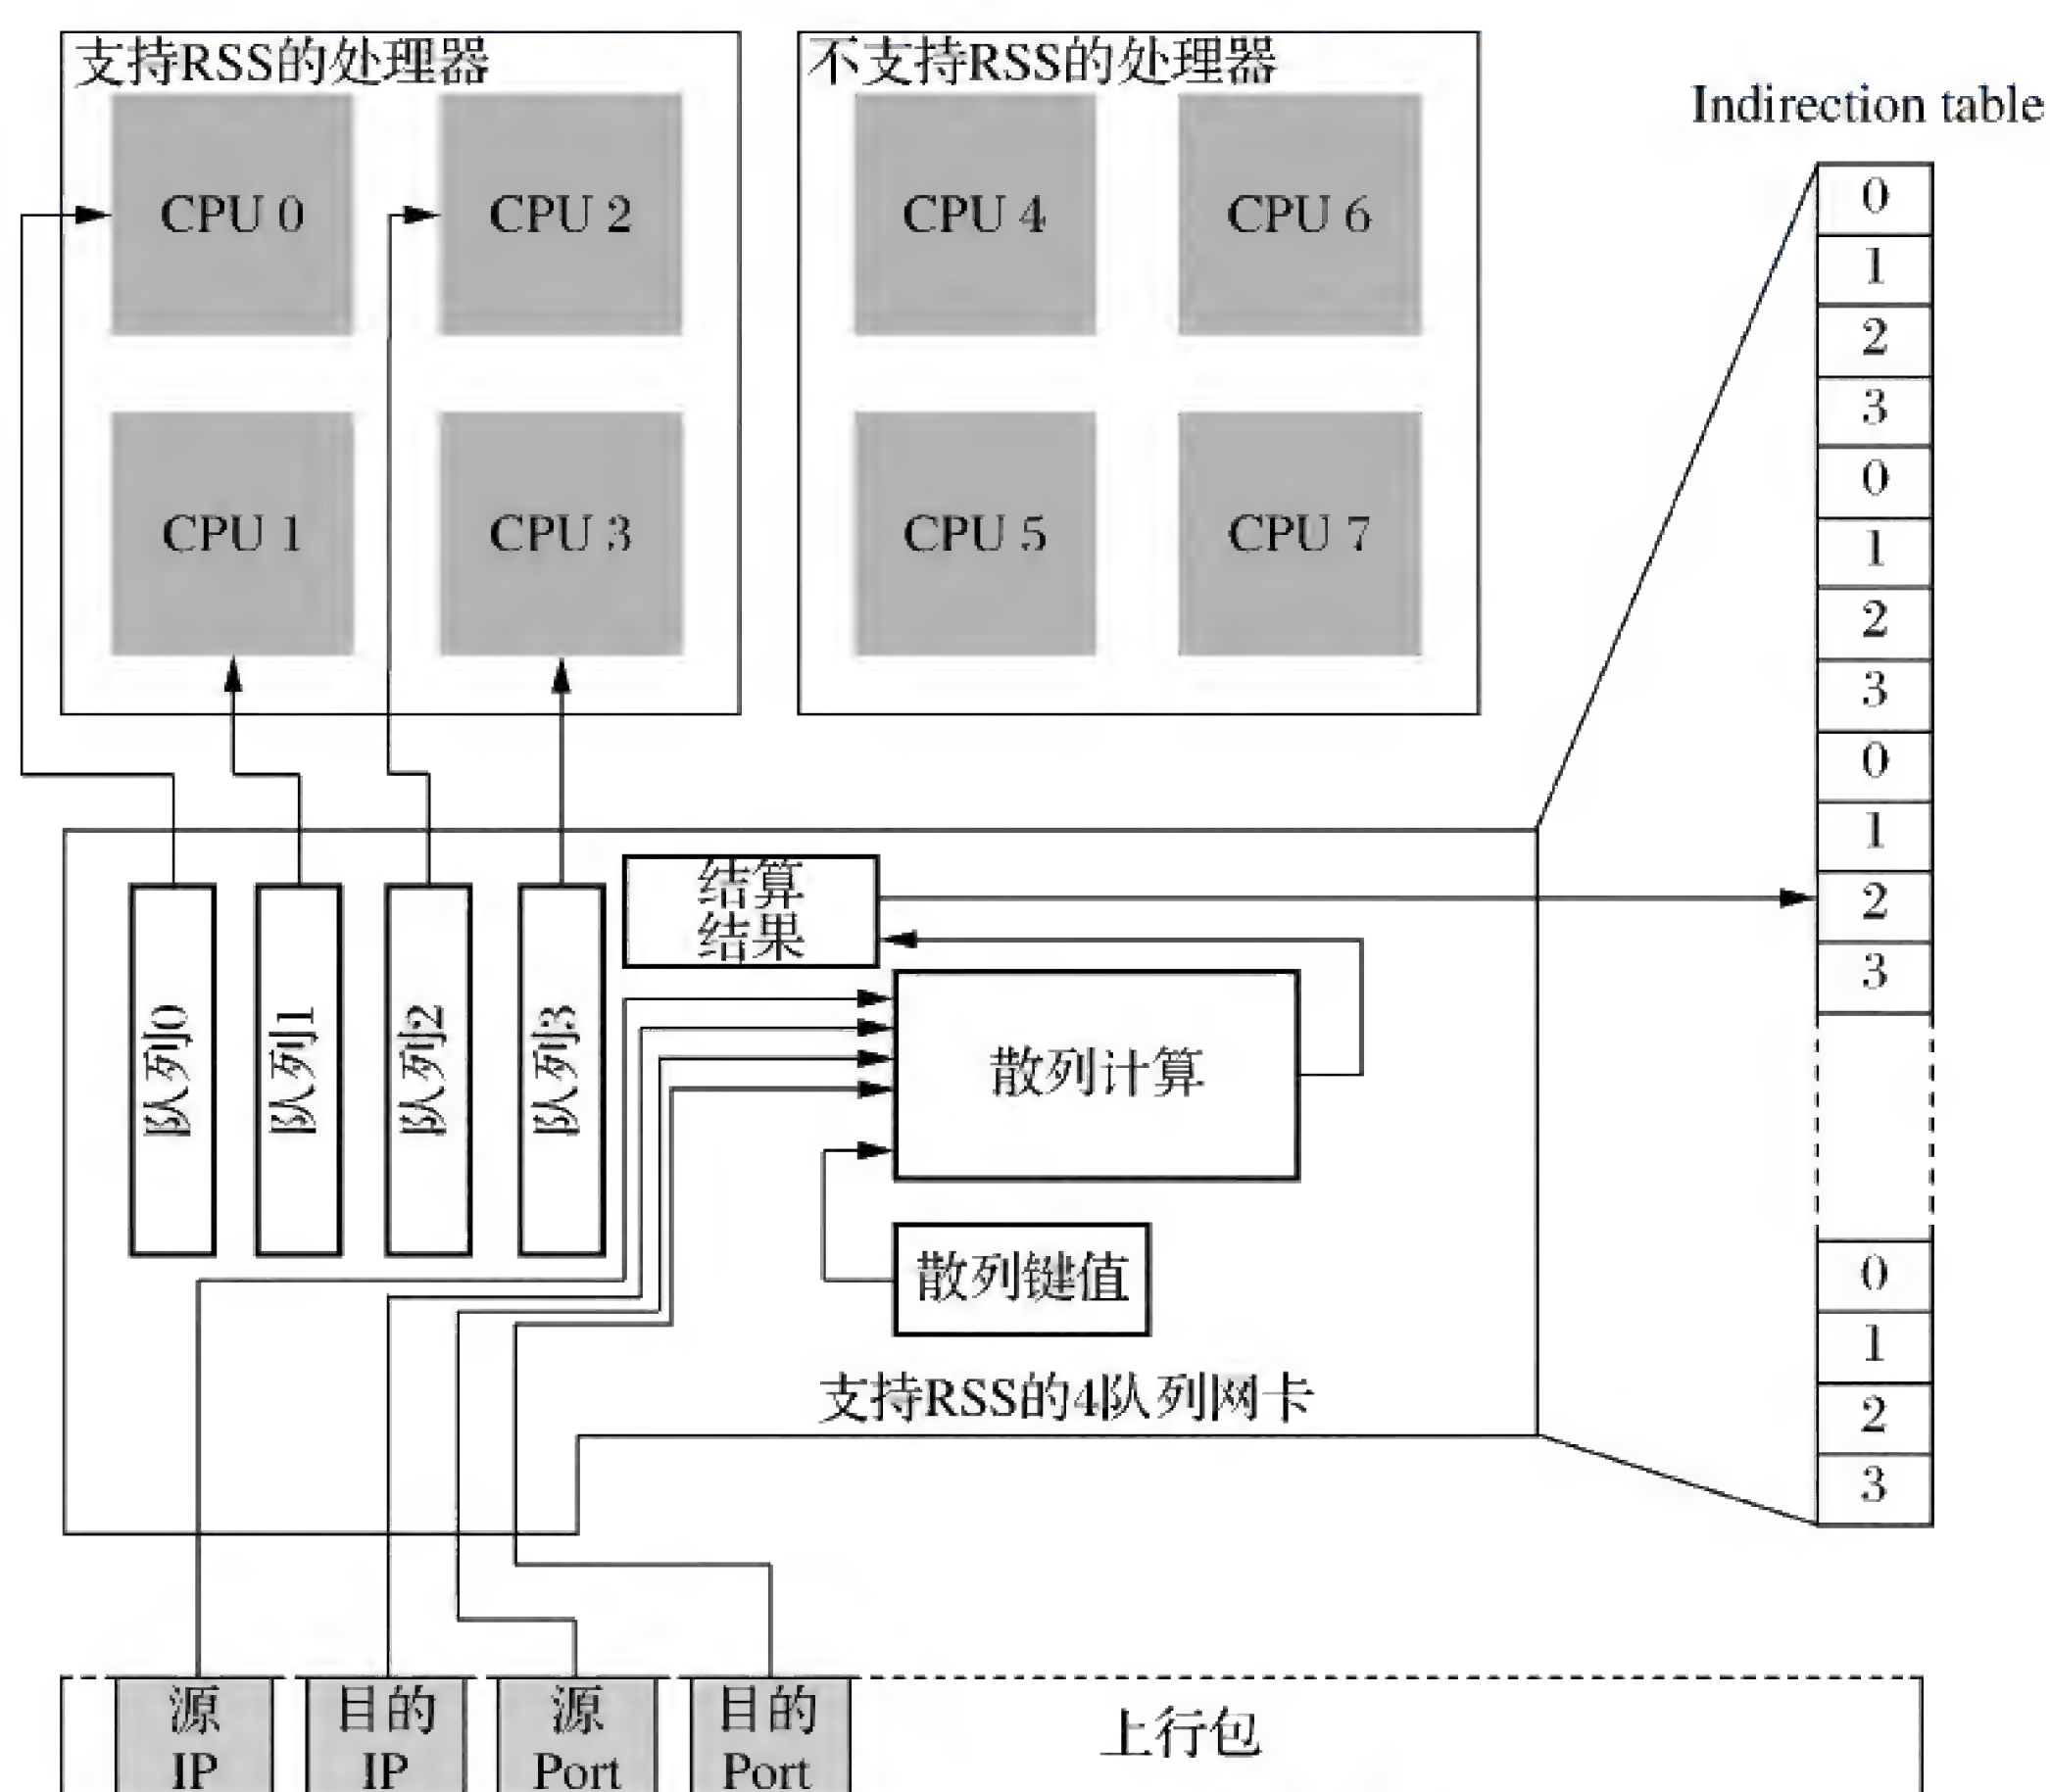 支持RSS的处理器
不支持RSS的处理器
Indirection table
CPU 0
CPU 2
CPU 4
CPU 6
CPU 1
CPU 3
CPU 5
CPU 7
0
1
2
3
0
1
2
3
0
1
2
3
0
1
2
3
队列0
队列1
队列2
队列3
结算
结果
散列计算
散列键值
支持RSS的4队列网卡
源
IP
目的
IP
源
Port
目的
Port
上行包